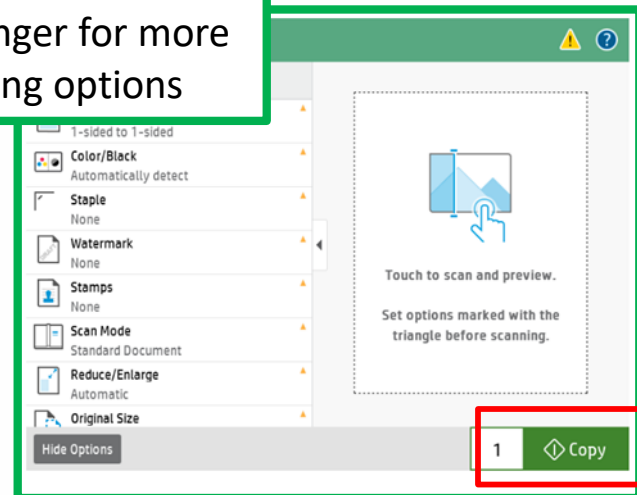 nger for more
ng options
1-sided to 1-sided
Color/Black
Automatically detect
Staple
None
Watermark
None
Stamps
None
Scan Mode
Standard Document
Reduce/Enlarge
Automatic
Original Size
Touch to scan and preview.
Set options marked with the
triangle before scanning.
Hide Options
1
Copy